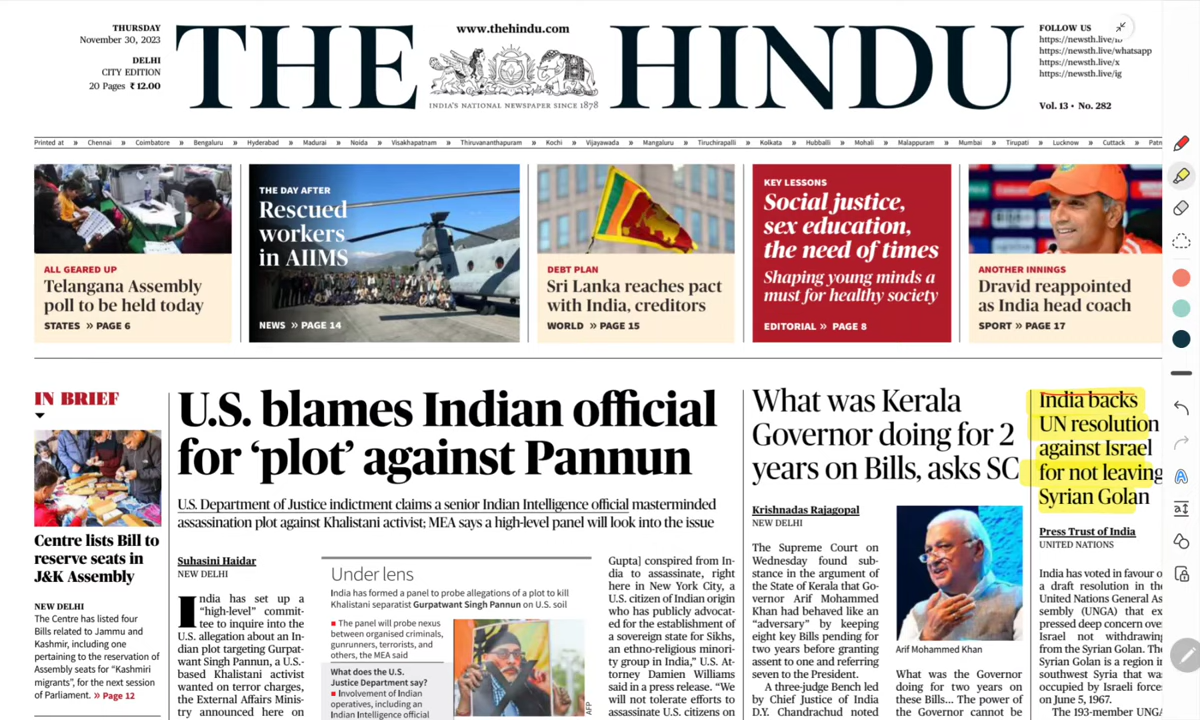 THURSDAY
November 30, 2023
DELHI
CITY EDITION
20 Pages ₹ 12.00
THE HINDU
www.thehindu.com
INDIA'S NATIONAL NEWSPAPER SINCE 1878
FOLLOW US
https://newsth.live/
https://newsth.live/whatsapp
https://newsth.live/x
https://newsth.live/ig
Vol. 13 • No. 282
Printed at » Chennai » Coimbatore » Bengaluru » Hyderabad » Madurai » Noida » Visakhapatnam » Thiruvananthapuram » Kochi » Vijayawada » Mangaluru » Tiruchirapalli » Kolkata » Hubballi » Mohali » Malappuram » Mumbai » Tirupati » Lucknow » Cuttack » Patn
ALL GEARED UP
Telangana Assembly
poll to be held today
STATES » PAGE 6
THE DAY AFTER
Rescued
workers
in AIIMS
NEWS » PAGE 14
DEBT PLAN
Sri Lanka reaches pact
with India, creditors
WORLD » PAGE 15
KEY LESSONS
Social justice,
sex education,
the need of times
Shaping young minds a
must for healthy society
EDITORIAL » PAGE 8
ANOTHER INNINGS
Dravid reappointed
as India head coach
SPORT » PAGE 17
IN BRIEF
Centre lists Bill to
reserve seats in
J&K Assembly
NEW DELHI
The Centre has listed four
Bills related to Jammu and
Kashmir, including one
pertaining to the reservation of
Assembly seats for "Kashmiri
migrants", for the next session
of Parliament. » Page 12
U.S. blames Indian official
for 'plot' against Pannun
U.S. Department of Justice indictment claims a senior Indian Intelligence official masterminded
assassination plot against Khalistani activist; MEA says a high-level panel will look into the issue
Suhasini Haidar
NEW DELHI
India has set up a
"high-level" commit-
tee to inquire into the
U.S. allegation about an In-
dian plot targeting Gurpat-
want Singh Pannun, a U.S.-
based Khalistani activist
wanted on terror charges,
the External Affairs Minis-
try announced here on
Under lens
India has formed a panel to probe allegations of a plot to kill
Khalistani separatist Gurpatwant Singh Pannun on U.S. soil
■ The panel will probe nexus
between organised criminals,
gunrunners, terrorists, and
others, the MEA said
What does the U.S.
Justice Department say?
■ Involvement of Indian
operatives, including an
Indian Intelligence official
AFP
Gupta] conspired from In-
dia to assassinate, right
here in New York City, a
U.S. citizen of Indian origin
who has publicly advocat-
ed for the establishment of
a sovereign state for Sikhs,
an ethno-religious minori-
ty group in India," U.S. At-
torney Damien Williams
said in a press release. "We
will not tolerate efforts to
assassinate U.S. citizens on
What was Kerala
Governor doing for 2
years on Bills, asks SC
Krishnadas Rajagopal
NEW DELHI
The Supreme Court on
Wednesday found sub-
stance in the argument of
the State of Kerala that Go-
vernor Arif Mohammed
Khan had behaved like an
"adversary" by keeping
eight key Bills pending for
two years before granting
assent to one and referring
seven to the President.
A three-judge Bench led
by Chief Justice of India
D.Y. Chandrachud noted
Arif Mohammed Khan
What was the Governor
doing for two years on
these Bills... The power of
the Governor cannot be
India backs
UN resolution
against Israel
for not leaving
Syrian Golan
Press Trust of India
UNITED NATIONS
India has voted in favour o
a draft resolution in the
United Nations General As
sembly (UNGA) that ex
pressed deep concern over
Israel not withdrawing
from the Syrian Golan. The
Syrian Golan is a region in
southwest Syria that was
occupied by Israeli forces
on June 5, 1967.
The 193-member UNGA